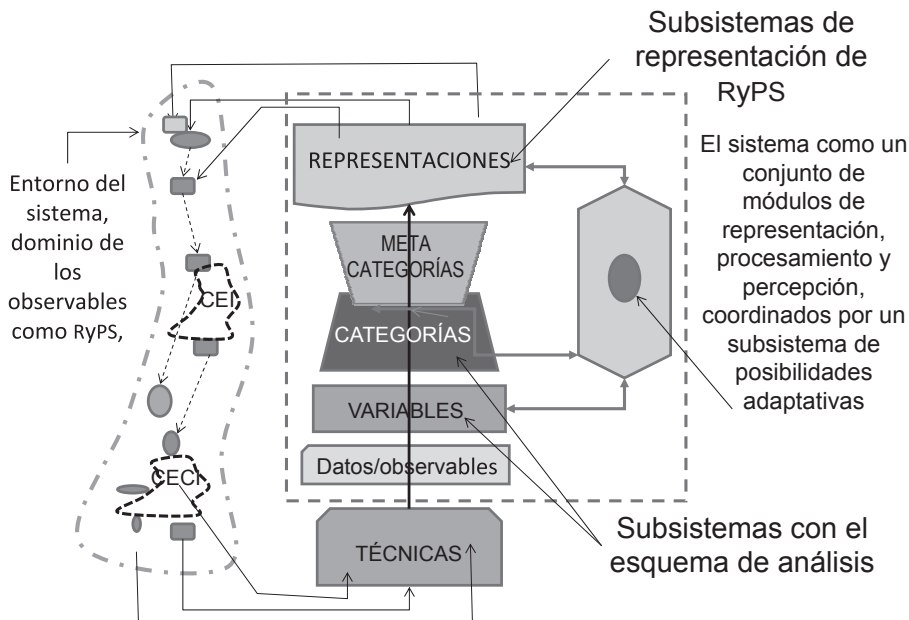 Subsistemas de
representación de
RyPS
El sistema como un
conjunto de
módulos de
representación,
procesamiento y
percepción,
coordinados por un
subsistema de
posibilidades
adaptativas
Entorno del
sistema,
dominio de
los
observables
como RyPS,
REPRESENTACIONES
META
CATEGORÍAS
CEI
CATEGORÍAS
VARIABLES
Datos/observables
CECI
TÉCNICAS
Subsistemas con el
esquema de análisis